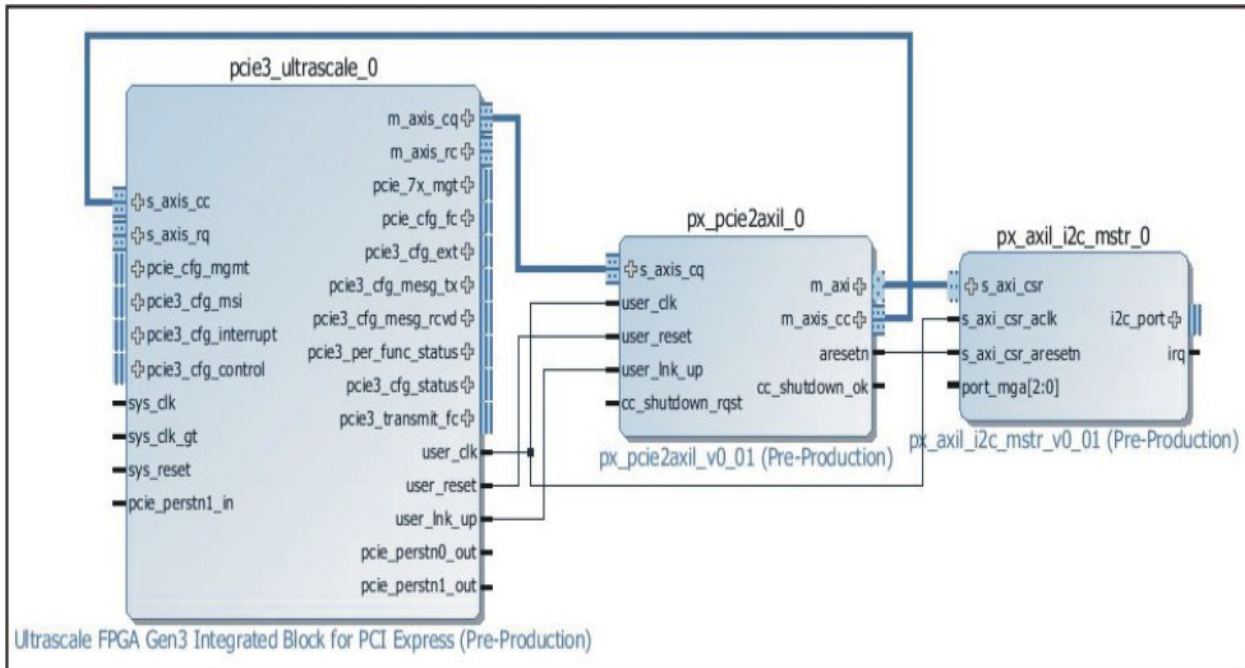 pcie3_ultrascale_0
m_axis_cq
m_axis_rc
pcie_7x_mgt
s_axis_cc
pcie_cfg_fc
s_axis_rq
pcie3_cfg_ext
pcie_cfg_mgmt
pcie3_cfg_mesg_tx
pcie3_cfg_msi
pcie3_cfg_mesg_rcvd
pcie3_cfg_interrupt
pcie3_per_func_status
pcie3_cfg_control
pcie3_cfg_status
sys_clk
pcie3_transmit_fc
sys_clk_gt
user_clk
sys_reset
user_reset
pcie_perstn1_in
user_lnk_up
pcie_perstn0_out
pcie_perstn1_out
Ultrascale FPGA Gen3 Integrated Block for PCI Express (Pre-Production)
px_pcie2axil_0
s_axis_cq
m_axi
user_clk
m_axis_cc
user_reset
aresetn
user_lnk_up
cc_shutdown_ok
cc_shutdown_rqst
px_pcie2axil_v0_01 (Pre-Production)
px_axil_i2c_mstr_0
s_axi_csr
s_axi_csr_aclk
i2c_port
s_axi_csr_aresetn
irq
port_mga[2:0]
px_axil_i2c_mstr_v0_01 (Pre-Production)